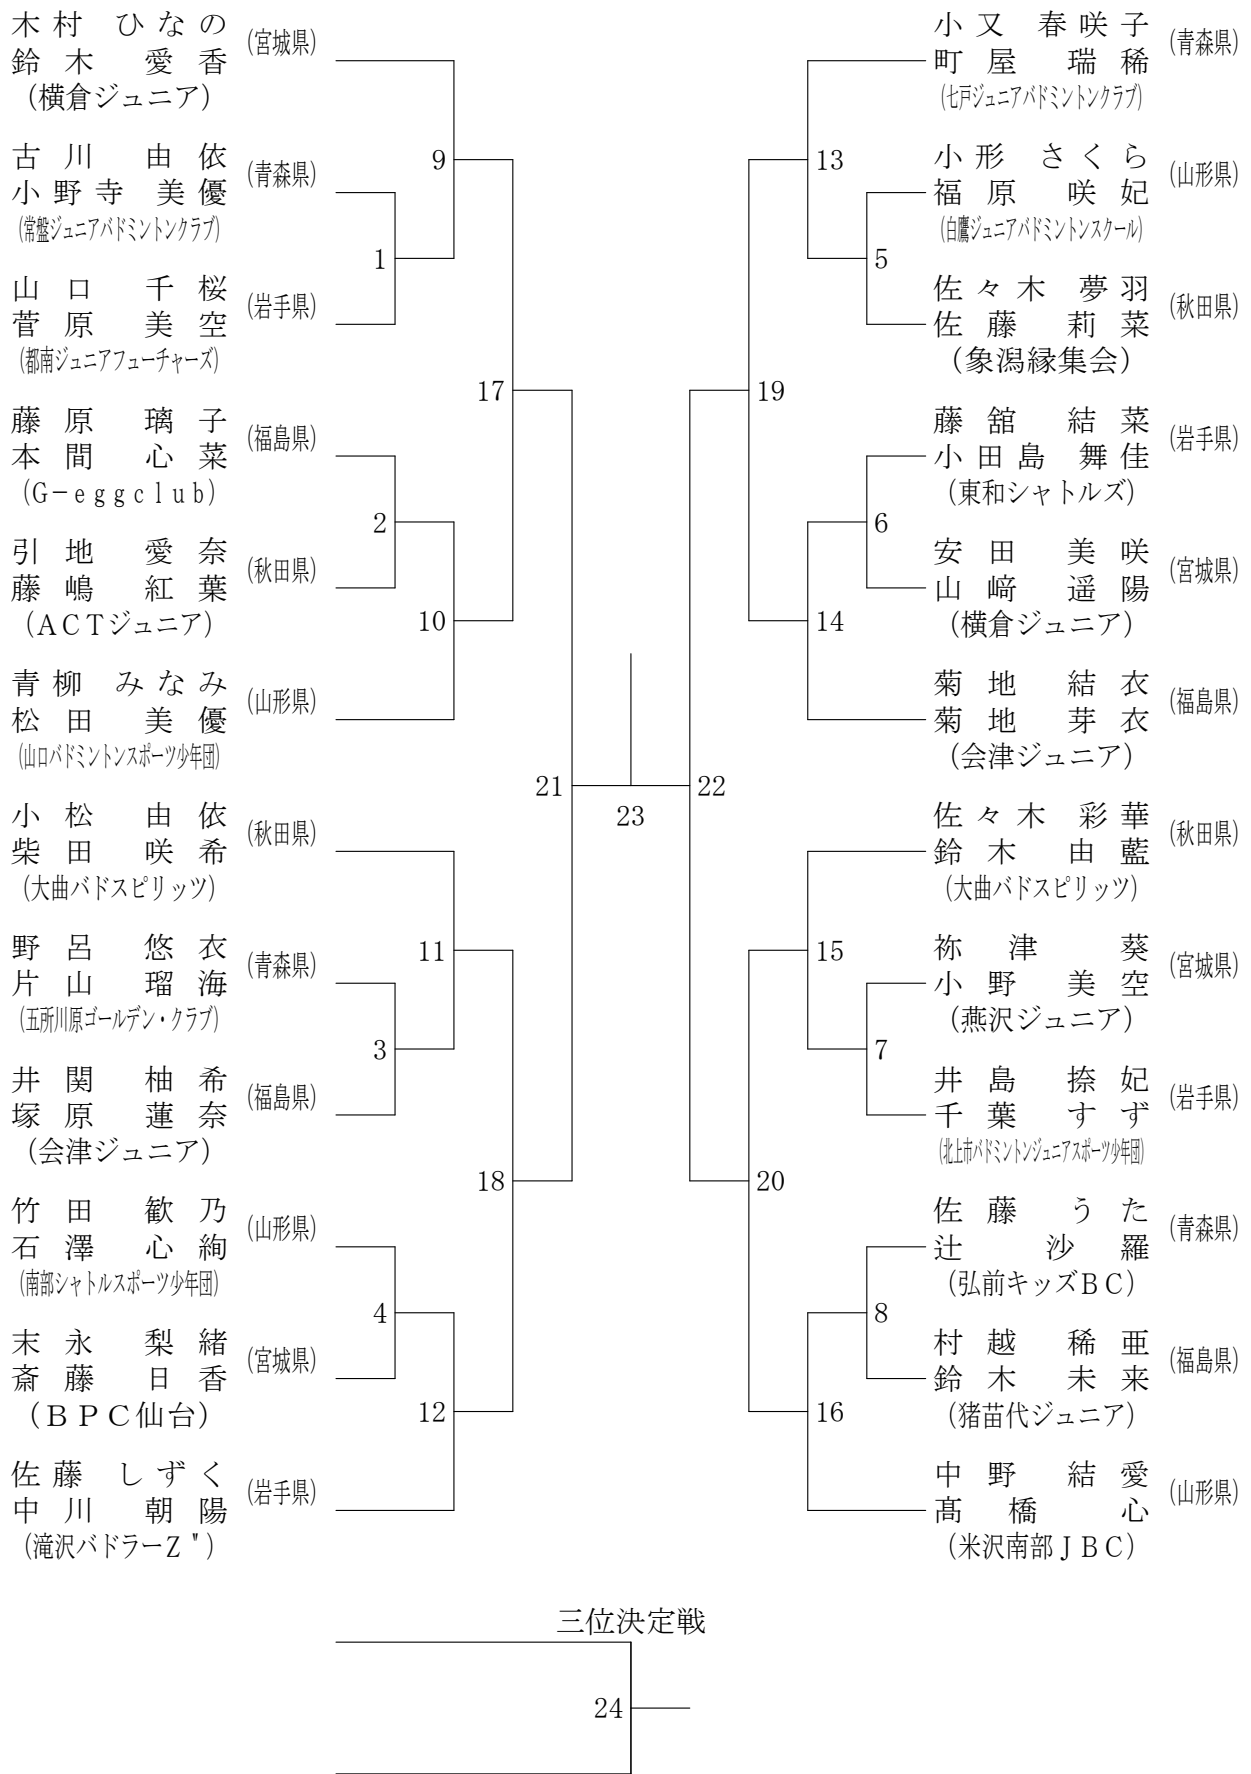 木村 ひなの
鈴木 愛香
(宮城県)
(横倉ジュニア)
古川 由依
小野寺 美優
(青森県)
(常盤ジュニアバドミントンクラブ)
山口 千桜
菅原 美空
(岩手県)
(都南ジュニアフューチャーズ)
藤原 璃子
本間 心菜
(福島県)
(G−eggclub)
引地 愛奈
藤嶋 紅葉
(秋田県)
(ACTジュニア)
青柳 みなみ
松田 美優
(山形県)
(山口バドミントンスポーツ少年団)
小松 由依
柴田 咲希
(秋田県)
(大曲バドスピリッツ)
野呂 悠衣
片山 瑠海
(青森県)
(五所川原ゴールデン・クラブ)
井関 柚希
塚原 蓮奈
(福島県)
(会津ジュニア)
竹田 歓乃
石澤 心絢
(山形県)
(南部シャトルスポーツ少年団)
末永 梨緒
斎藤 日香
(宮城県)
(BPC仙台)
佐藤 しずく
中川 朝陽
(岩手県)
(滝沢バドラーZ")
9
1
17
2
10
21
11
3
18
4
12
23
22
13
5
19
6
14
15
7
20
8
16
小又 春咲子
町屋 瑞稀
(青森県)
(七戸ジュニアバドミントンクラブ)
小形 さくら
福原 咲妃
(山形県)
(白鷹ジュニアバドミントンスクール)
佐々木 夢羽
佐藤 莉菜
(秋田県)
(象潟縁集会)
藤舘 結菜
小田島 舞佳
(岩手県)
(東和シャトルズ)
安田 美咲
山﨑 遥陽
(宮城県)
(横倉ジュニア)
菊地 結衣
菊地 芽衣
(福島県)
(会津ジュニア)
佐々木 彩華
鈴木 由藍
(秋田県)
(大曲バドスピリッツ)
祢津 葵
小野 美空
(宮城県)
(燕沢ジュニア)
井島 捺妃
千葉 すず
(岩手県)
(北上市バドミントンジュニアスポーツ少年団)
佐藤 うた
辻 沙羅
(青森県)
(弘前キッズBC)
村越 稀亜
鈴木 未来
(福島県)
(猪苗代ジュニア)
中野 結愛
髙橋 心
(山形県)
(米沢南部JBC)
三位決定戦
24